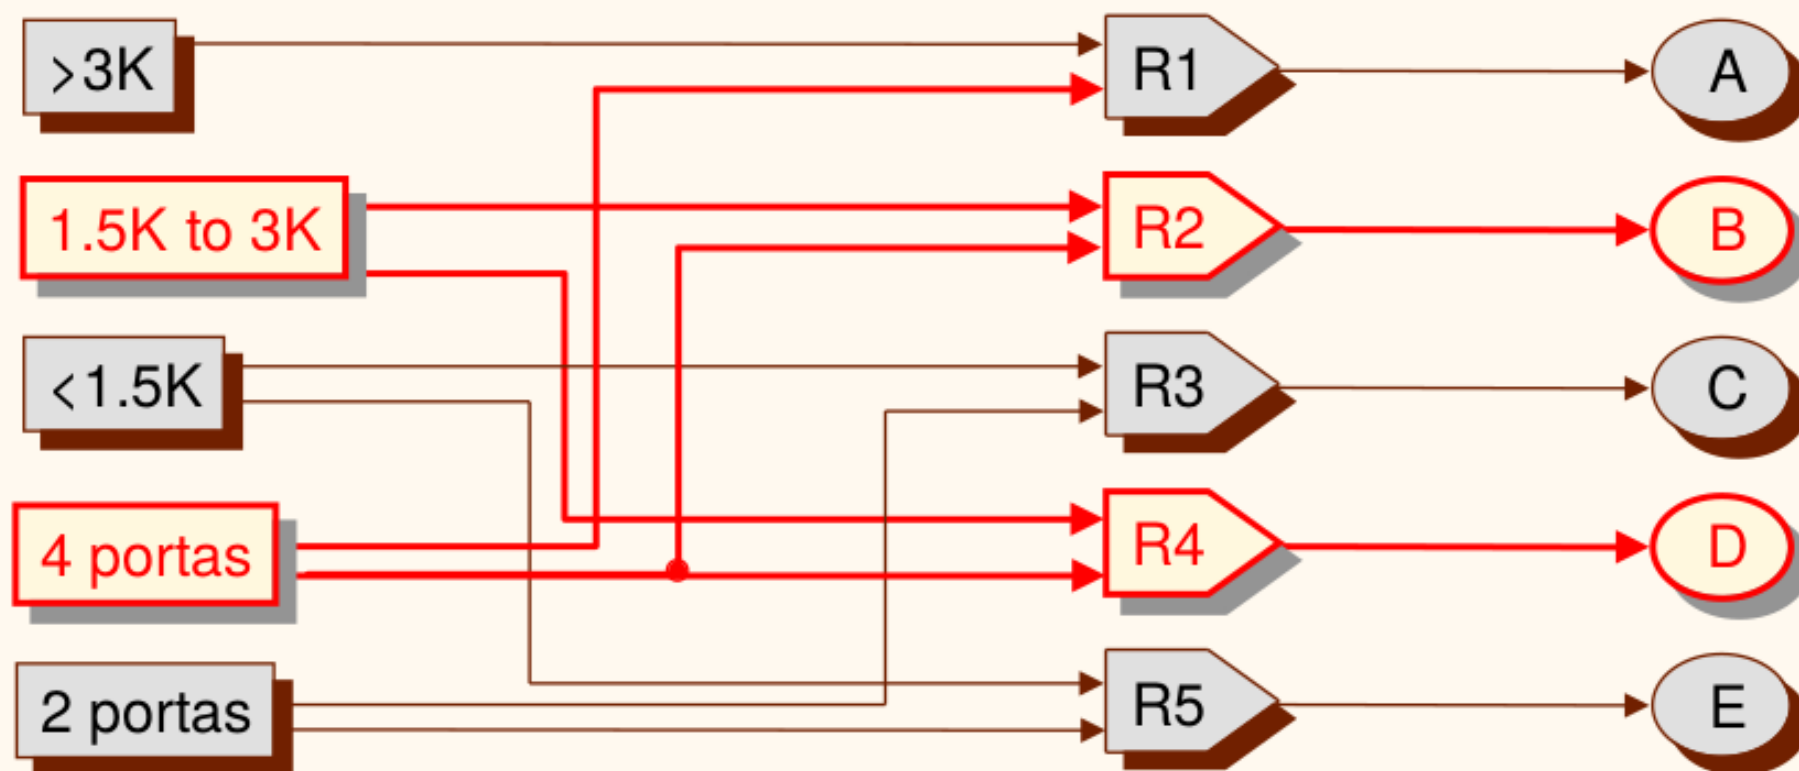 >3K
R1
A
1.5K to 3K
R2
B
<1.5K
R3
C
4 portas
R4
D
2 portas
R5
E